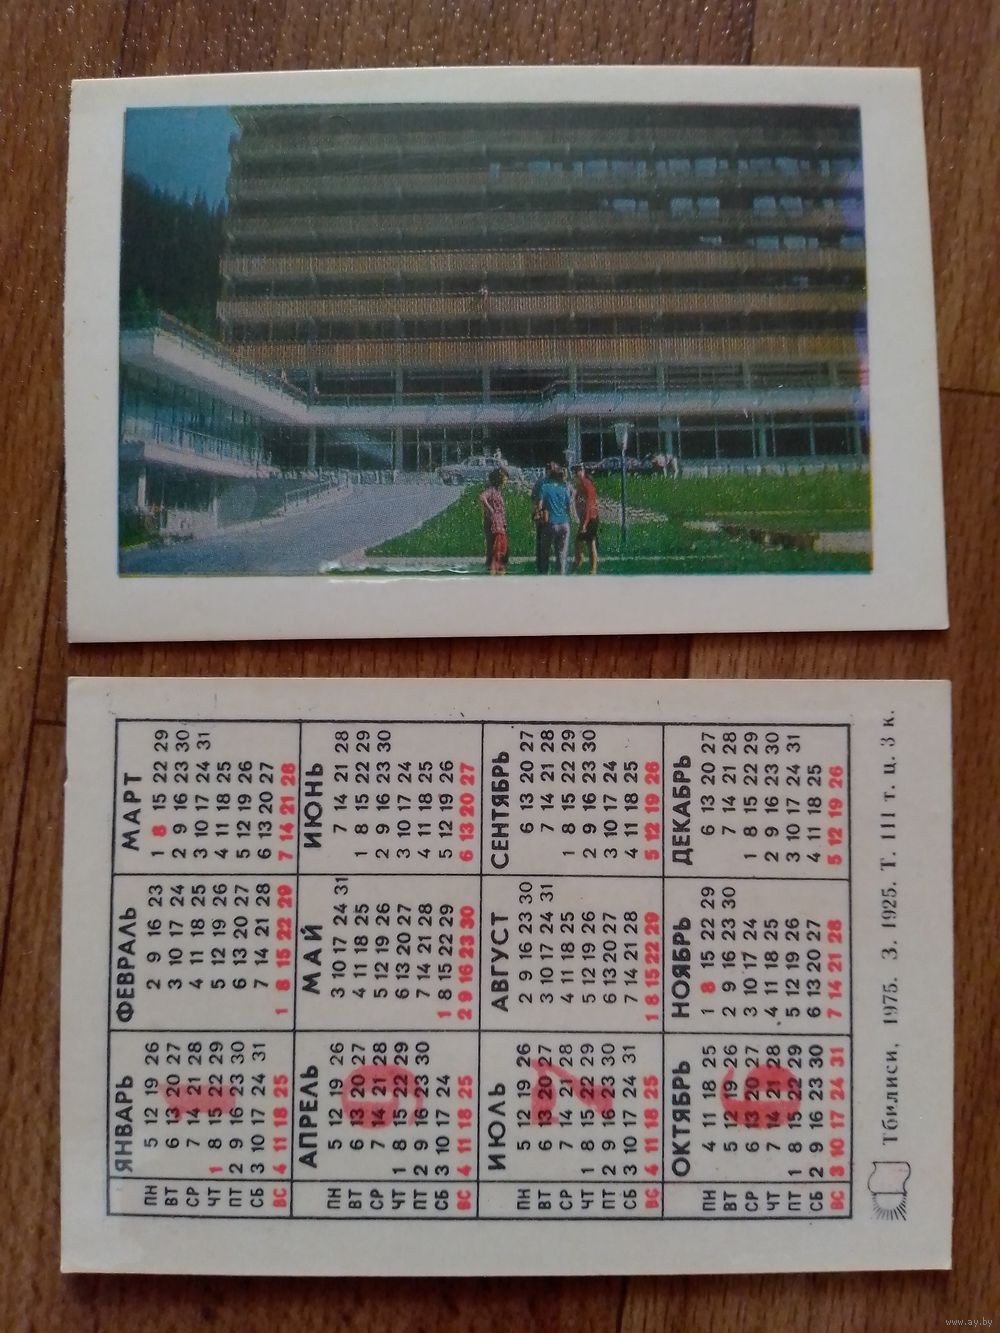 ЯНВАРЬ ФЕВРАЛЬ МАРТ
ПН 5 12 19 26 2 9 16 23 1 8 15 22 29
ВТ 6 13 20 27 3 10 17 24 2 9 16 23 30
СР 7 14 21 28 4 11 18 25 3 10 17 24 31
ЧТ 1 8 15 22 29 5 12 19 26 4 11 18 25
ПТ 2 9 16 23 30 6 13 20 27 5 12 19 26
СБ 3 10 17 24 31 7 14 21 28 6 13 20 27
ВС 4 11 18 25 1 8 15 22 29 7 14 21 28
АПРЕЛЬ МАЙ ИЮНЬ
ПН 5 12 19 26 3 10 17 24 31 7 14 21 28
ВТ 6 13 20 27 4 11 18 25 1 8 15 22 29
СР 7 14 21 28 5 12 19 26 2 9 16 23 30
ЧТ 1 8 15 22 29 6 13 20 27 3 10 17 24
ПТ 2 9 16 23 30 7 14 21 28 4 11 18 25
СБ 3 10 17 24 1 8 15 22 29 5 12 19 26
ВС 4 11 18 25 2 9 16 23 30 6 13 20 27
ИЮЛЬ АВГУСТ СЕНТЯБРЬ
ПН 5 12 19 26 2 9 16 23 30 6 13 20 27
ВТ 6 13 20 27 3 10 17 24 31 7 14 21 28
СР 7 14 21 28 4 11 18 25 1 8 15 22 29
ЧТ 1 8 15 22 29 5 12 19 26 2 9 16 23 30
ПТ 2 9 16 23 30 6 13 20 27 3 10 17 24
СБ 3 10 17 24 31 7 14 21 28 4 11 18 25
ВС 4 11 18 25 1 8 15 22 29 5 12 19 26
ОКТЯБРЬ НОЯБРЬ ДЕКАБРЬ
ПН 4 11 18 25 1 8 15 22 29 6 13 20 27
ВТ 5 12 19 26 2 9 16 23 30 7 14 21 28
СР 6 13 20 27 3 10 17 24 1 8 15 22 29
ЧТ 7 14 21 28 4 11 18 25 2 9 16 23 30
ПТ 1 8 15 22 29 5 12 19 26 3 10 17 24 31
СБ 2 9 16 23 30 6 13 20 27 4 11 18 25
ВС 3 10 17 24 31 7 14 21 28 5 12 19 26
1976
Тбилиси, 1975. З. 1925. Т. 111 т. ц. 3 к.
www.ay.by